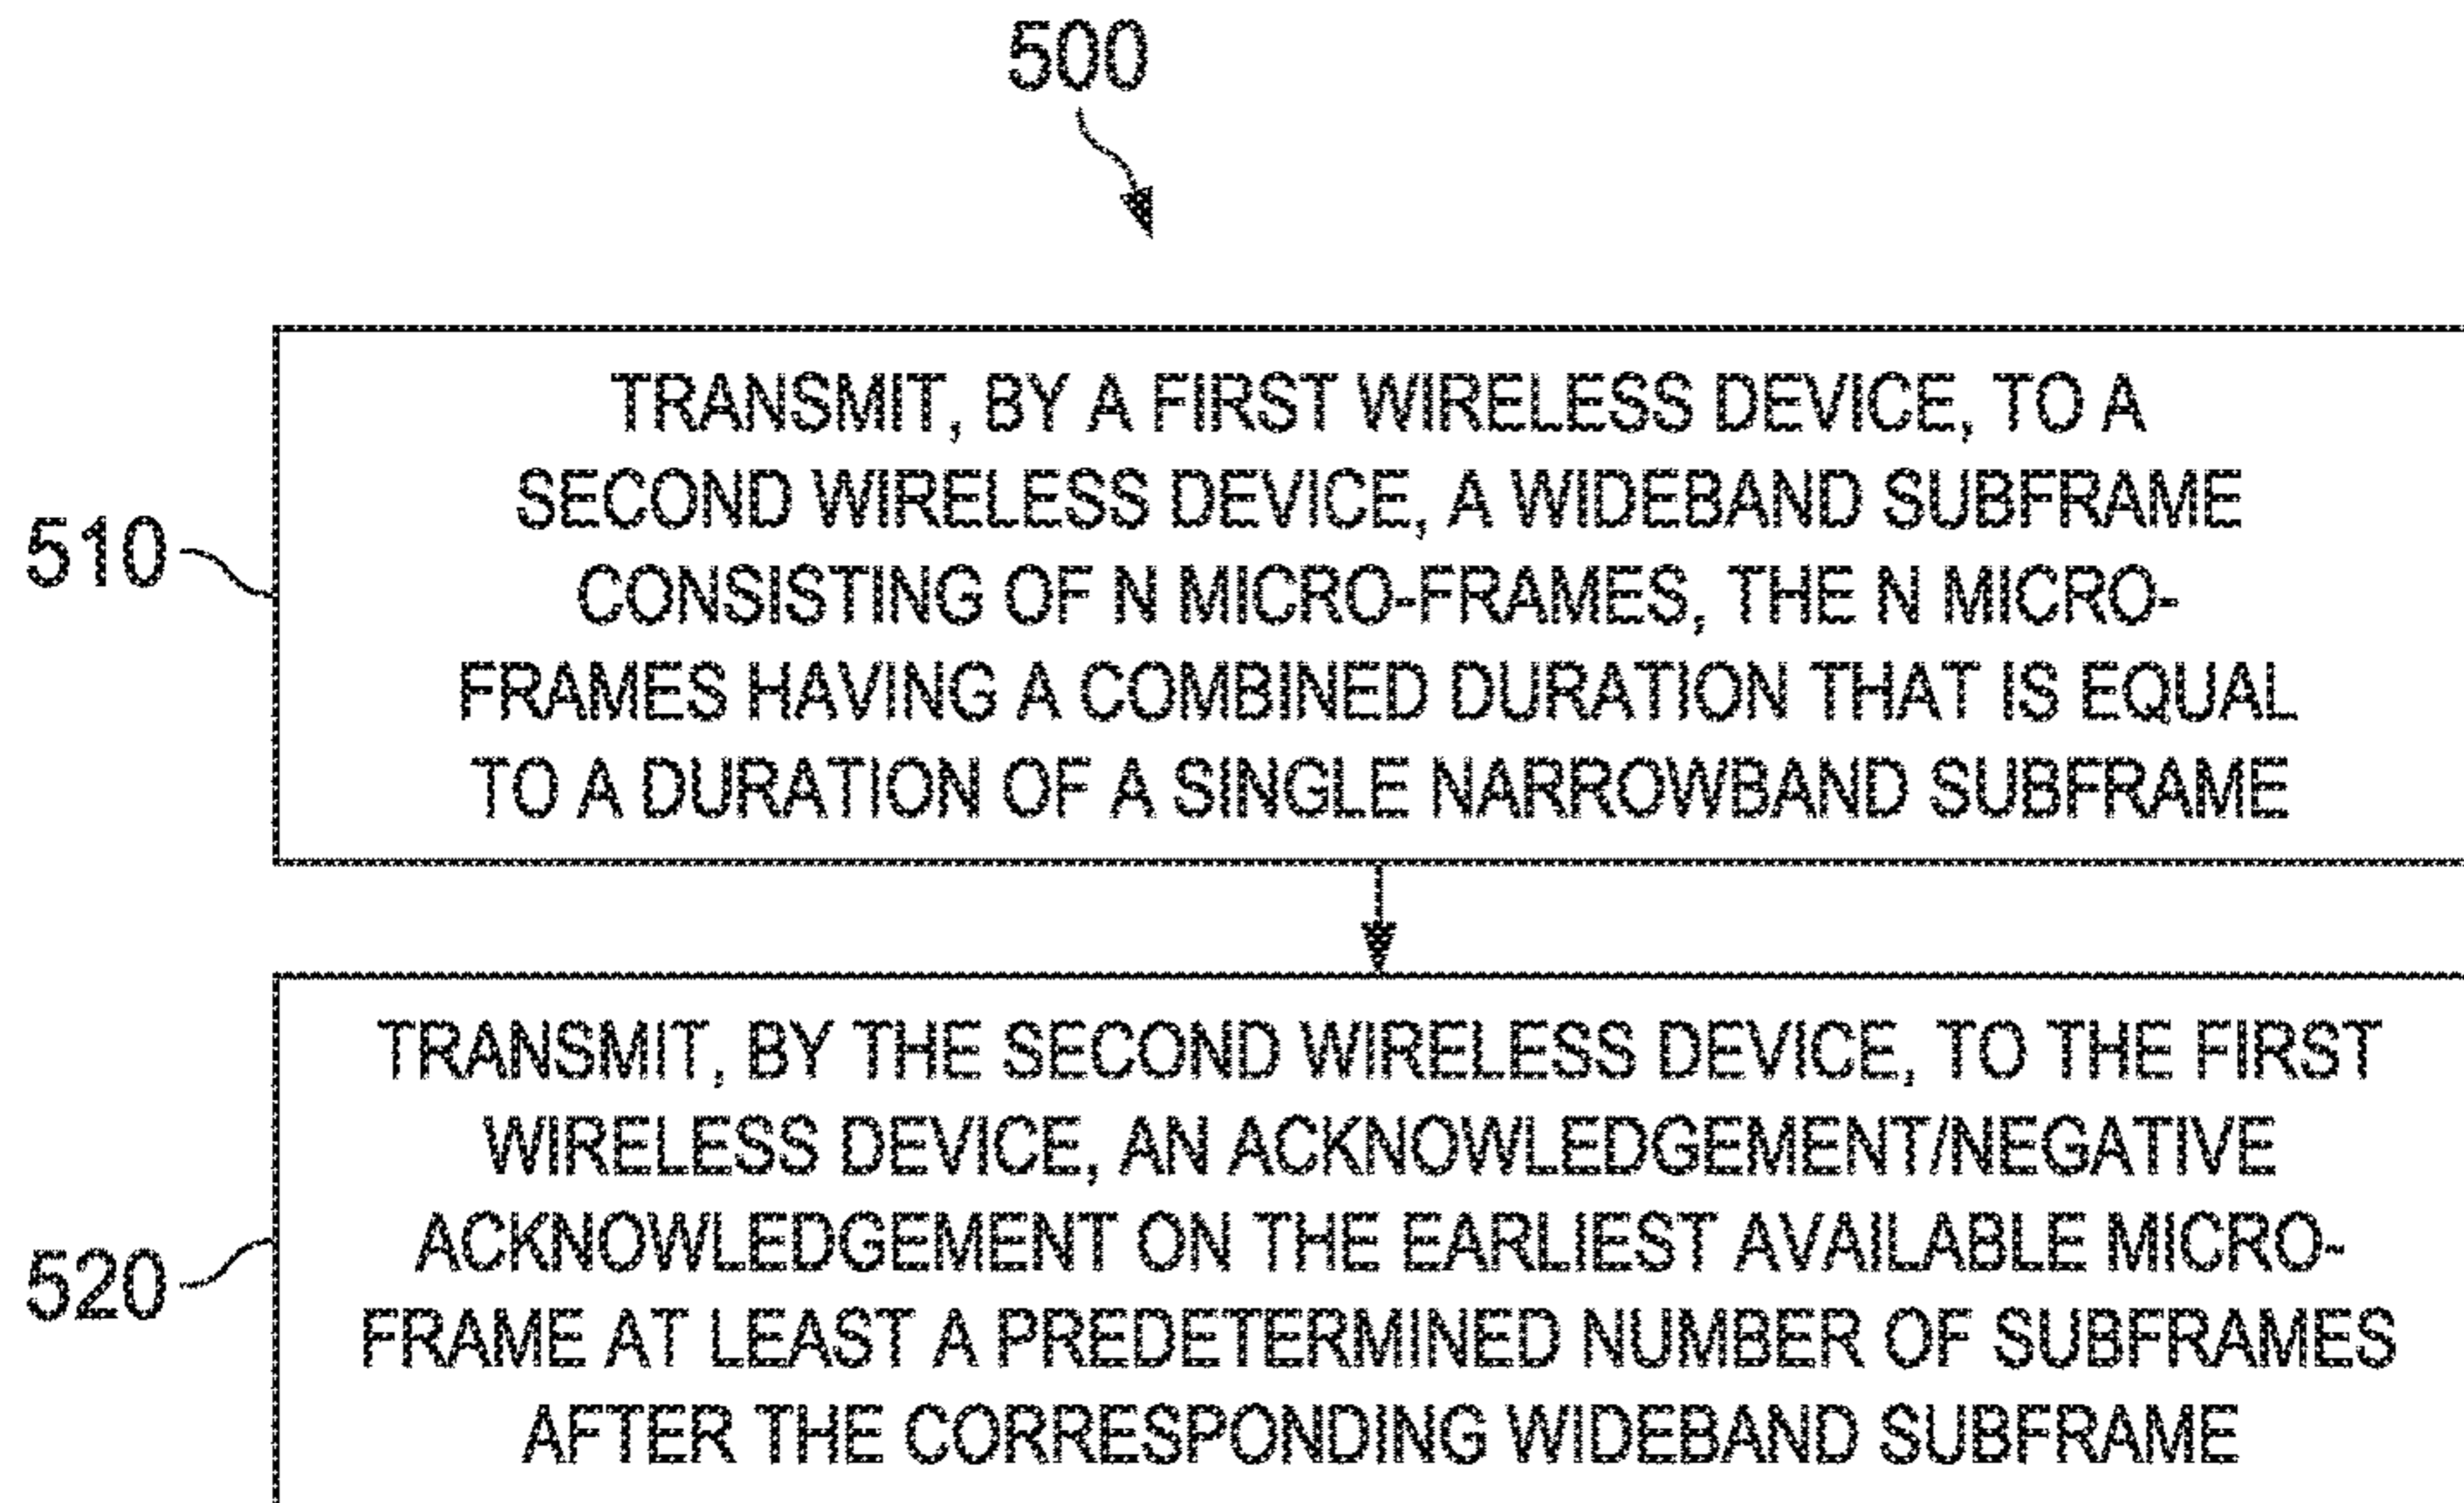 500
TRANSMIT, BY A FIRST WIRELESS DEVICE, TO A
SECOND WIRELESS DEVICE, A WIDEBAND SUBFRAME
CONSISTING OF N MICRO-FRAMES, THE N MICRO-
FRAMES HAVING A COMBINED DURATION THAT IS EQUAL
TO A DURATION OF A SINGLE NARROWBAND SUBFRAME
510
TRANSMIT, BY THE SECOND WIRELESS DEVICE, TO THE FIRST
WIRELESS DEVICE, AN ACKNOWLEDGEMENT/NEGATIVE
ACKNOWLEDGEMENT ON THE EARLIEST AVAILABLE MICRO-
FRAME AT LEAST A PREDETERMINED NUMBER OF SUBFRAMES
AFTER THE CORRESPONDING WIDEBAND SUBFRAME
520